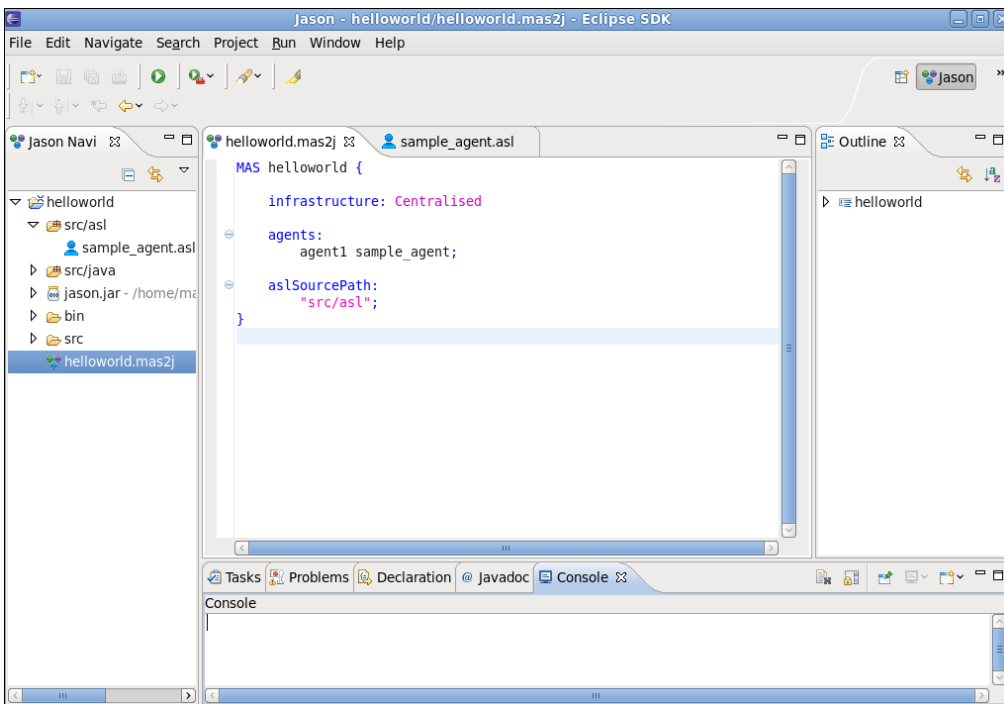 Jason - helloworld/helloworld.mas2j - Eclipse SDK
File Edit Navigate Search Project Run Window Help
Jason
Jason Navi
helloworld
src/asl
sample_agent.asl
src/java
jason.jar - /home/ma
bin
src
helloworld.mas2j
helloworld.mas2j sample_agent.asl
MAS helloworld {
infrastructure: Centralised
agents:
agent1 sample_agent;
aslSourcePath:
"src/asl";
}
Outline
helloworld
Tasks Problems Declaration @ Javadoc Console
Console